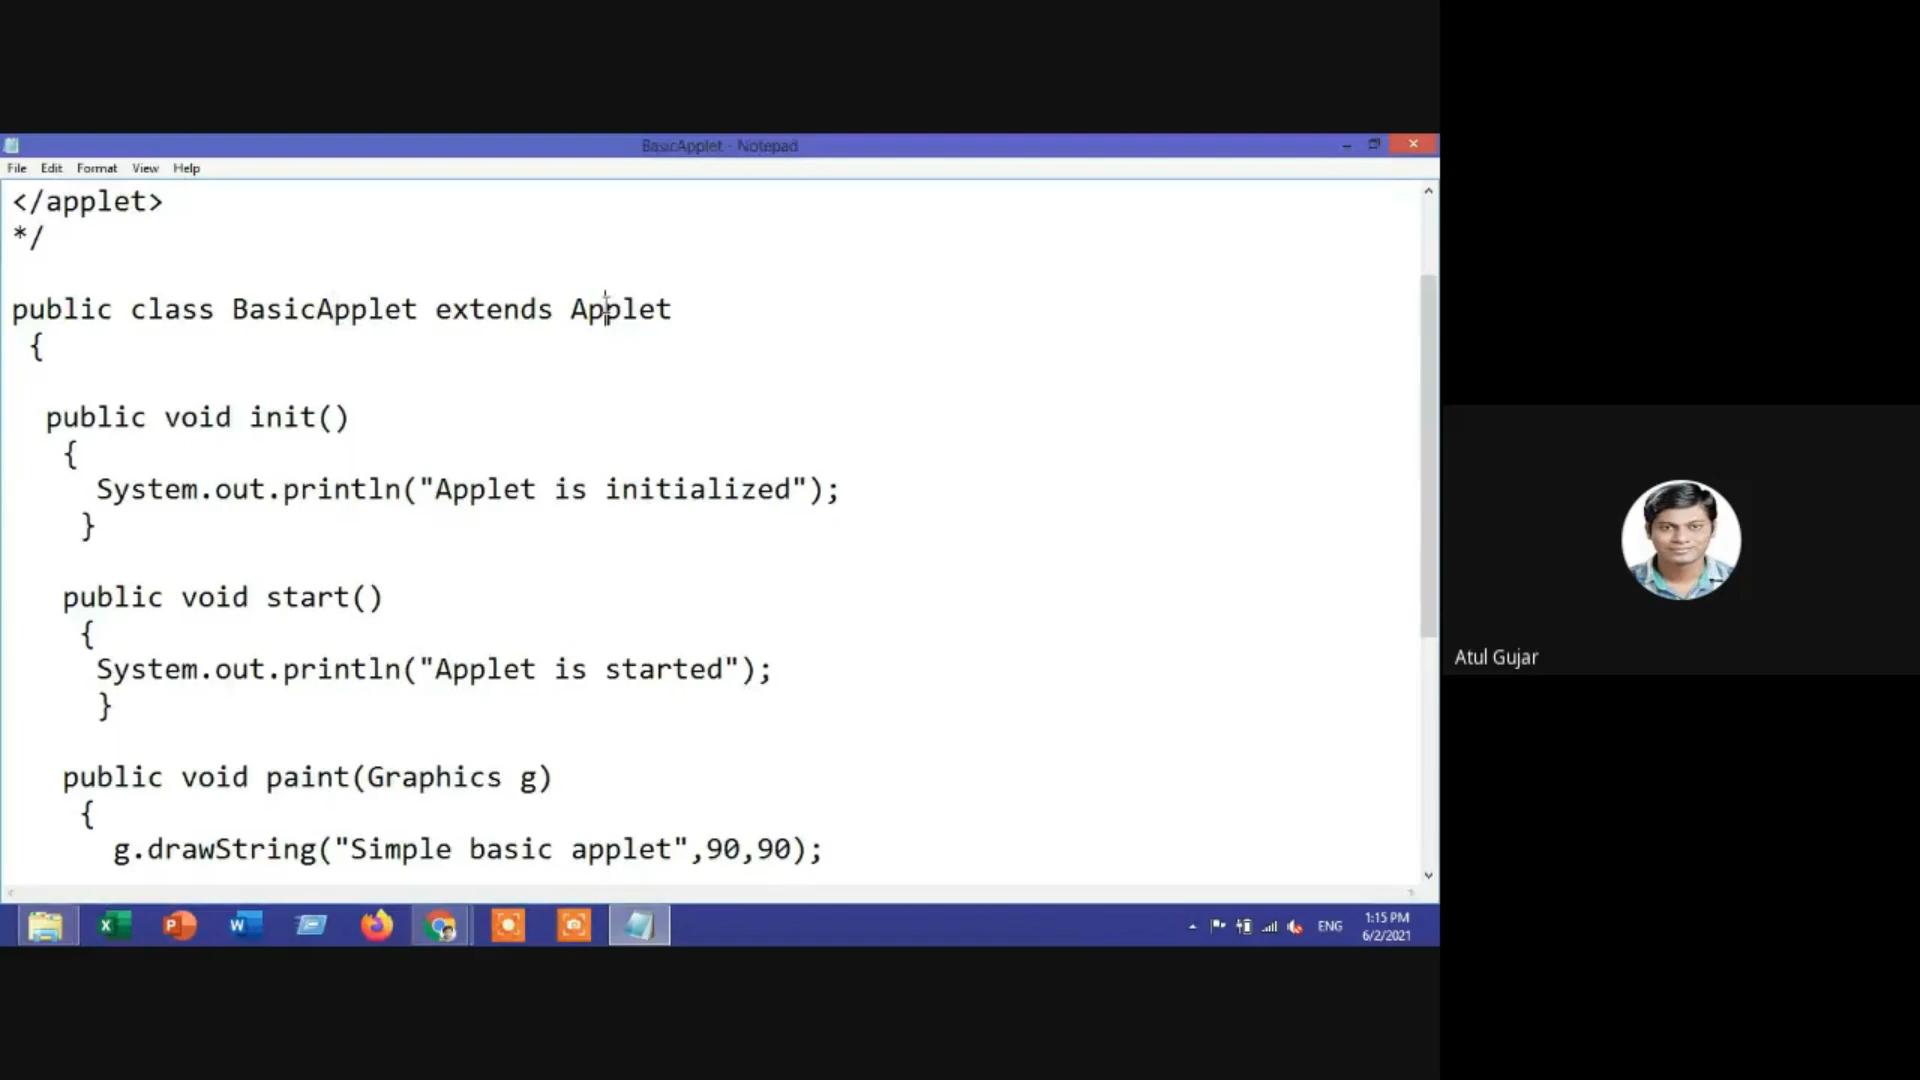 BasicApplet - Notepad
File Edit Format View Help
</applet>
*/
public class BasicApplet extends Applet
{
public void init()
{
System.out.println("Applet is initialized");
}
public void start()
{
System.out.println("Applet is started");
}
public void paint(Graphics g)
{
g.drawString("Simple basic applet",90,90);
ENG
1:15 PM
6/2/2021
Atul Gujar